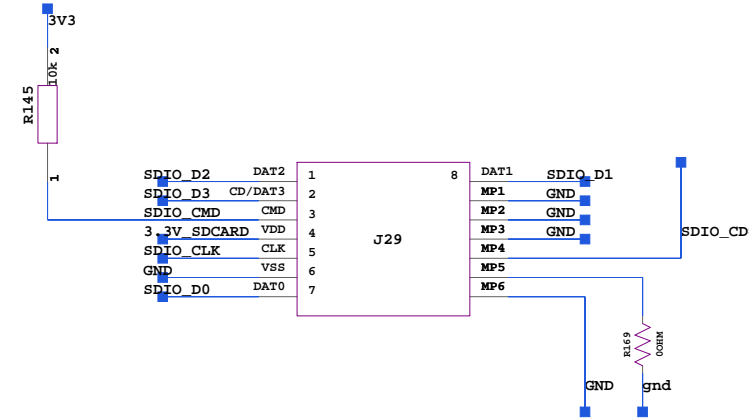 3V3
10k 2
R145
1
SDIO_D2 DAT2 1 8 DAT1 SDIO_D1
SDIO_D3 CD/DAT3 2 MP1 GND
SDIO_CMD CMD 3 MP2 GND
3.3V_SDCARD VDD 4 J29 MP3 GND
SDIO_CLK CLK 5 MP4 SDIO_CD
GND VSS 6 MP5
SDIO_D0 DAT0 7 MP6
R169 0OHM
GND gnd